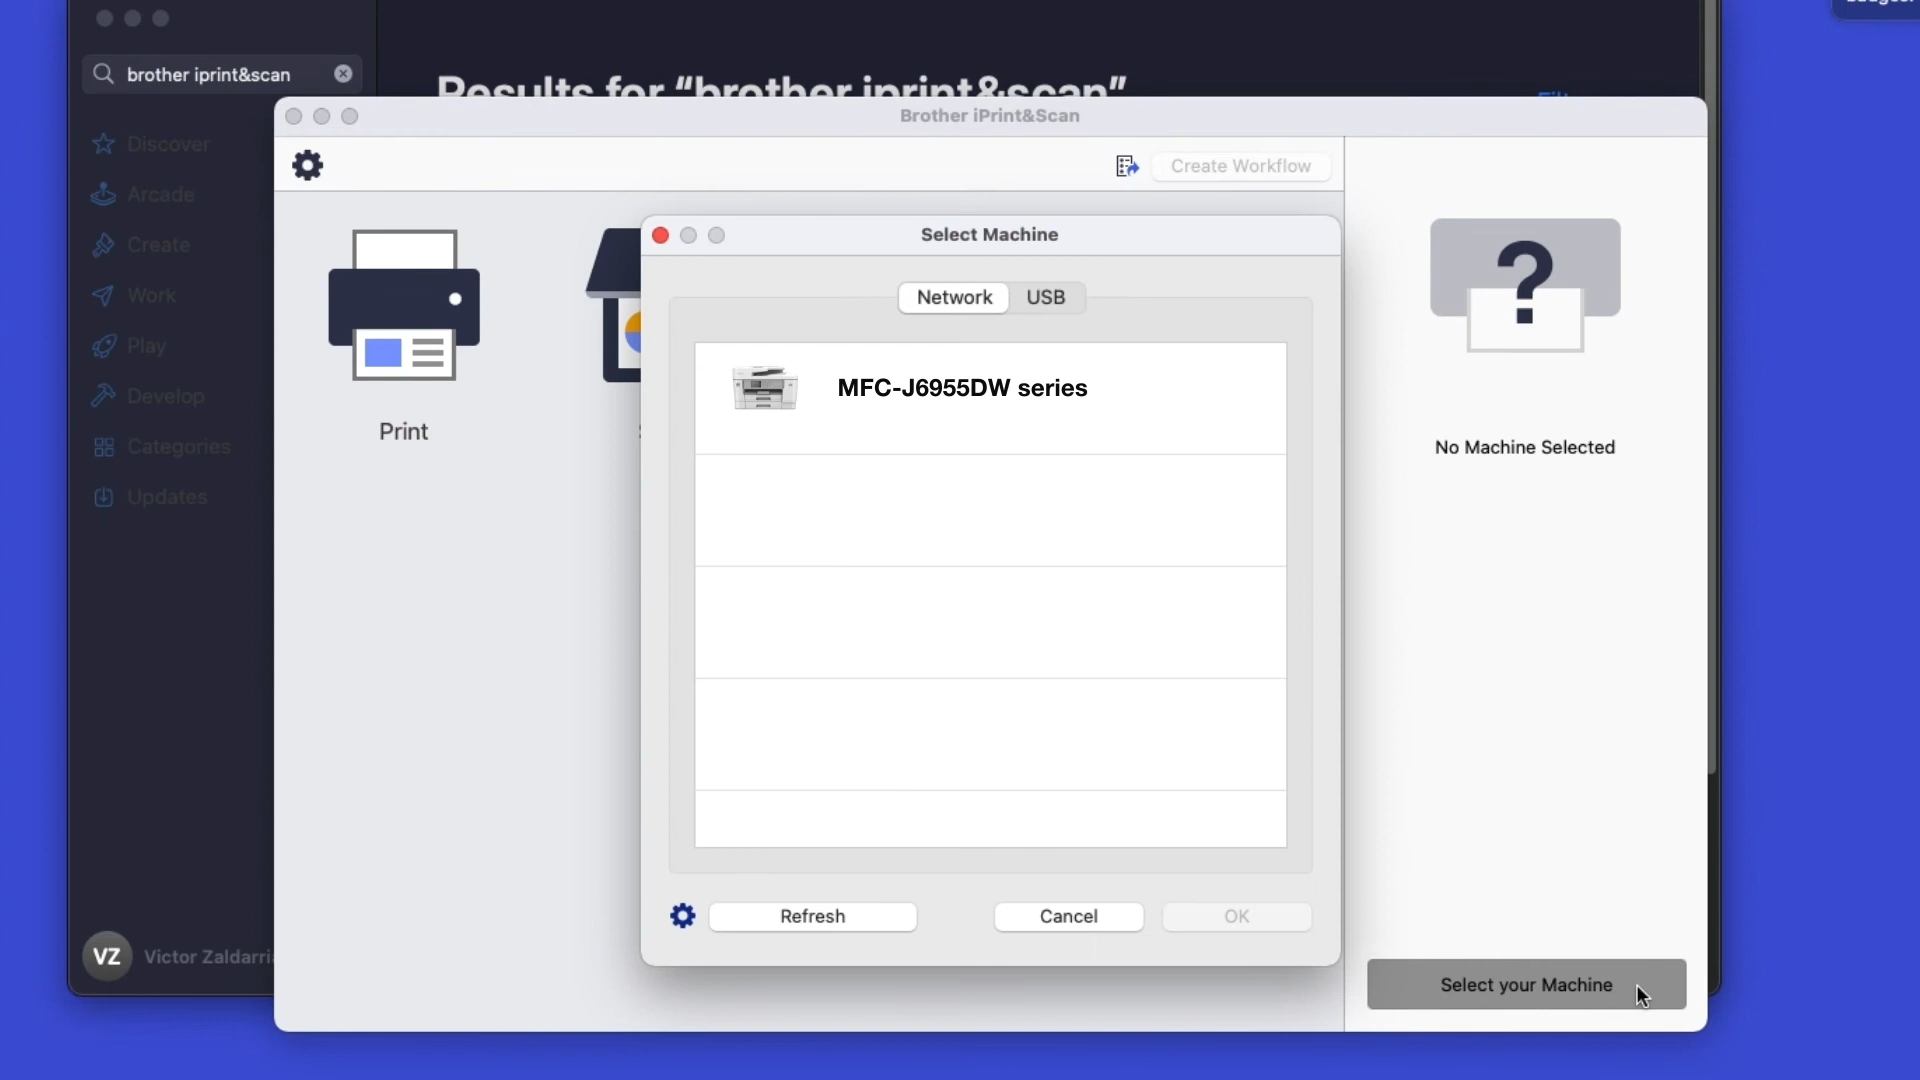 brother iprint&scan
Results for “brother iprint&scan”
Discover
Arcade
Create
Work
Play
Develop
Categories
Updates
VZ
Brother iPrint&Scan
Create Workflow
Print
Select Machine
Network
USB
MFC-J6955DW series
Refresh
Cancel
OK
?
No Machine Selected
Select your Machine